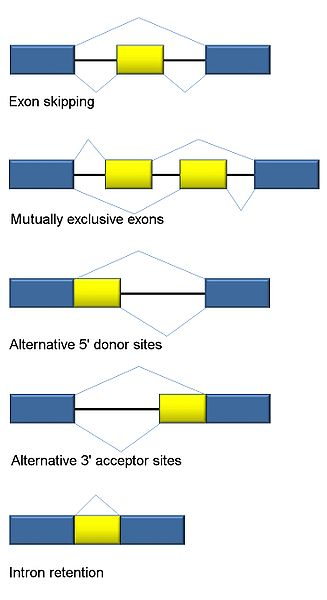 Exon skipping
Mutually exclusive exons
Alternative 5' donor sites
Alternative 3' acceptor sites
Intron retention